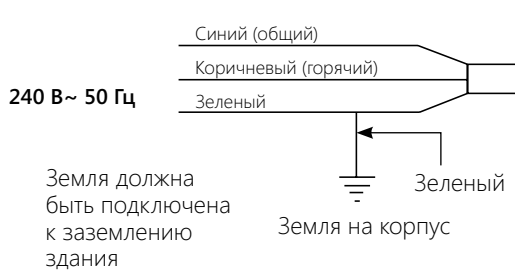 Синий (общий)
Коричневый (горячий)
240 В~ 50 Гц
Зеленый
Земля должна
быть подключена
к заземлению
здания
Зеленый
Земля на корпус